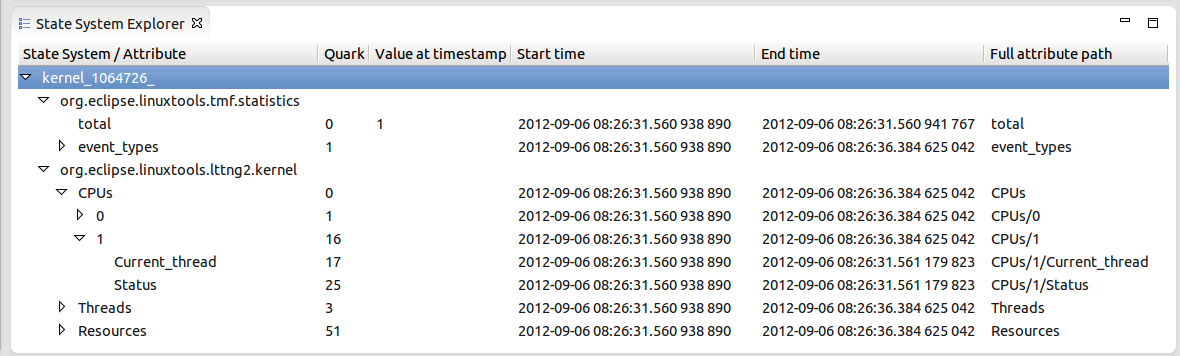 State System Explorer
State System / Attribute Quark Value at timestamp Start time End time Full attribute path
kernel_1064726_
org.eclipse.linuxtools.tmf.statistics
total 0 1 2012-09-06 08:26:31.560 938 890 2012-09-06 08:26:31.560 941 767 total
event_types 1 2012-09-06 08:26:31.560 938 890 2012-09-06 08:26:36.384 625 042 event_types
org.eclipse.linuxtools.lttng2.kernel
CPUs 0 2012-09-06 08:26:31.560 938 890 2012-09-06 08:26:36.384 625 042 CPUs
0 1 2012-09-06 08:26:31.560 938 890 2012-09-06 08:26:36.384 625 042 CPUs/0
1 16 2012-09-06 08:26:31.560 938 890 2012-09-06 08:26:36.384 625 042 CPUs/1
Current_thread 17 2012-09-06 08:26:31.560 938 890 2012-09-06 08:26:31.561 179 823 CPUs/1/Current_thread
Status 25 2012-09-06 08:26:31.560 938 890 2012-09-06 08:26:31.561 179 823 CPUs/1/Status
Threads 3 2012-09-06 08:26:31.560 938 890 2012-09-06 08:26:36.384 625 042 Threads
Resources 51 2012-09-06 08:26:31.560 938 890 2012-09-06 08:26:36.384 625 042 Resources